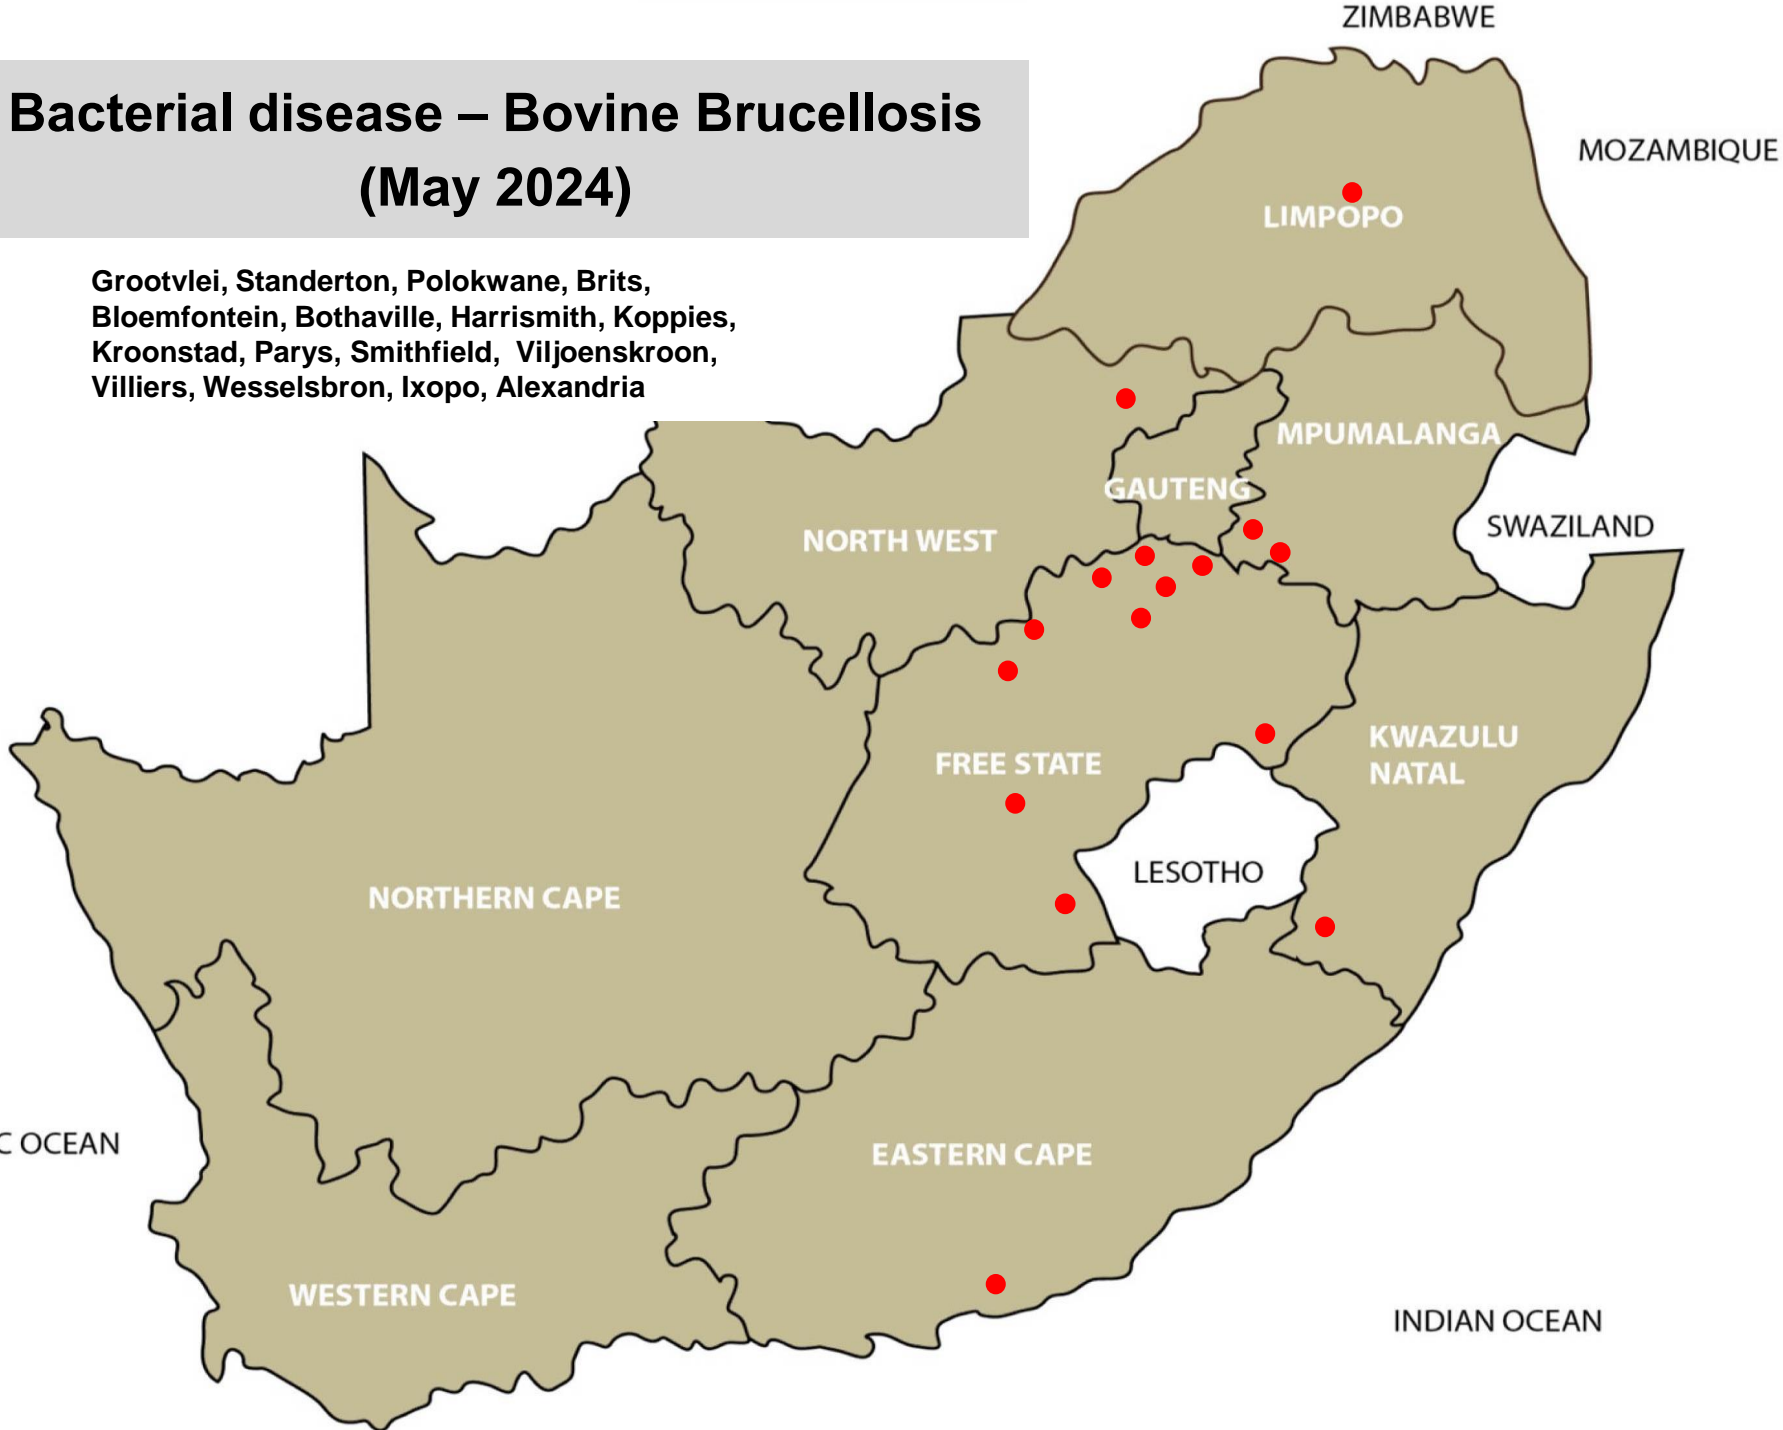 ZIMBABWE
Bacterial disease – Bovine Brucellosis
(May 2024)
MOZAMBIQUE
LIMPOPO
Grootvlei, Standerton, Polokwane, Brits,
Bloemfontein, Bothaville, Harrismith, Koppies,
Kroonstad, Parys, Smithfield, Viljoenskroon,
Villiers, Wesselsbron, Ixopo, Alexandria
MPUMALANGA
GAUTENG
SWAZILAND
NORTH WEST
KWAZULU
NATAL
FREE STATE
LESOTHO
NORTHERN CAPE
C OCEAN
EASTERN CAPE
WESTERN CAPE
INDIAN OCEAN